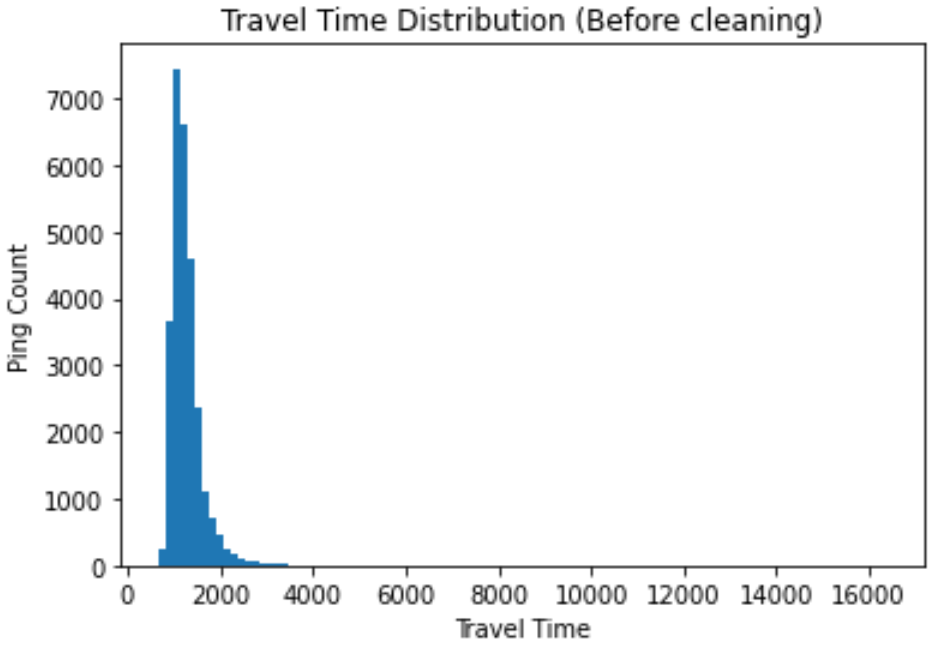 Travel Time Distribution (Before cleaning)
7000
6000
5000
4000
3000
2000
1000
0
Ping Count
0 2000 4000 6000 8000 10000 12000 14000 16000
Travel Time